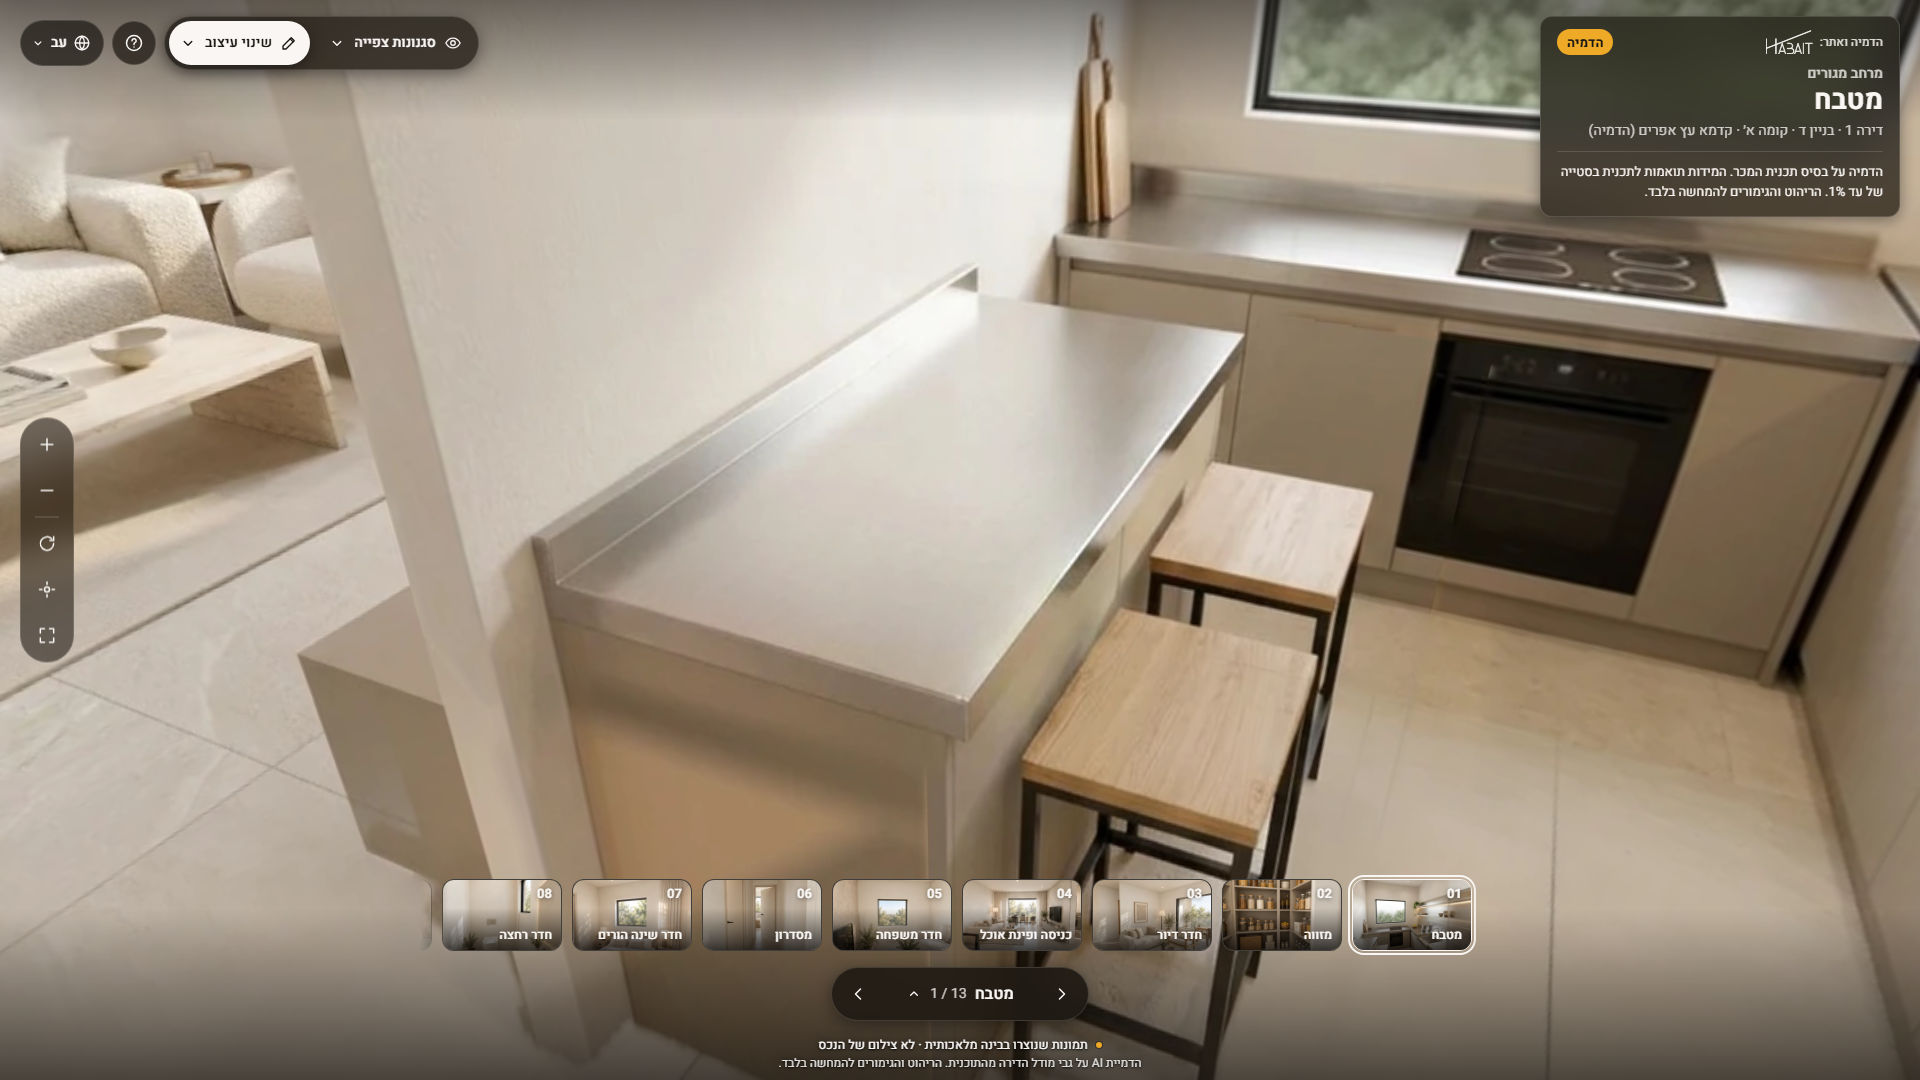 הדמיה ואתר: HABAIT
הדמיה
מרחב מגורים
מטבח
דירה 1 · בניין ד · קומה א' · קדמא עץ אפרים (הדמיה)
הדמיה על בסיס תכנית המכר. המידות תואמות לתכנית בסטייה
של עד 1%. הריהוט והגימורים להמחשה בלבד.
סגנונות צפייה
שינוי עיצוב
עב
01
מטבח
02
מזווה
03
חדר דיור
04
כניסה ופינת אוכל
05
חדר משפחה
06
מסדרון
07
חדר שינה הורים
08
חדר רחצה
מטבח 1 / 13
תמונות שנוצרו בבינה מלאכותית · לא צילום של הנכס
הדמיית AI על גבי מודל הדירה מהתוכנית. הריהוט והגימורים להמחשה בלבד.